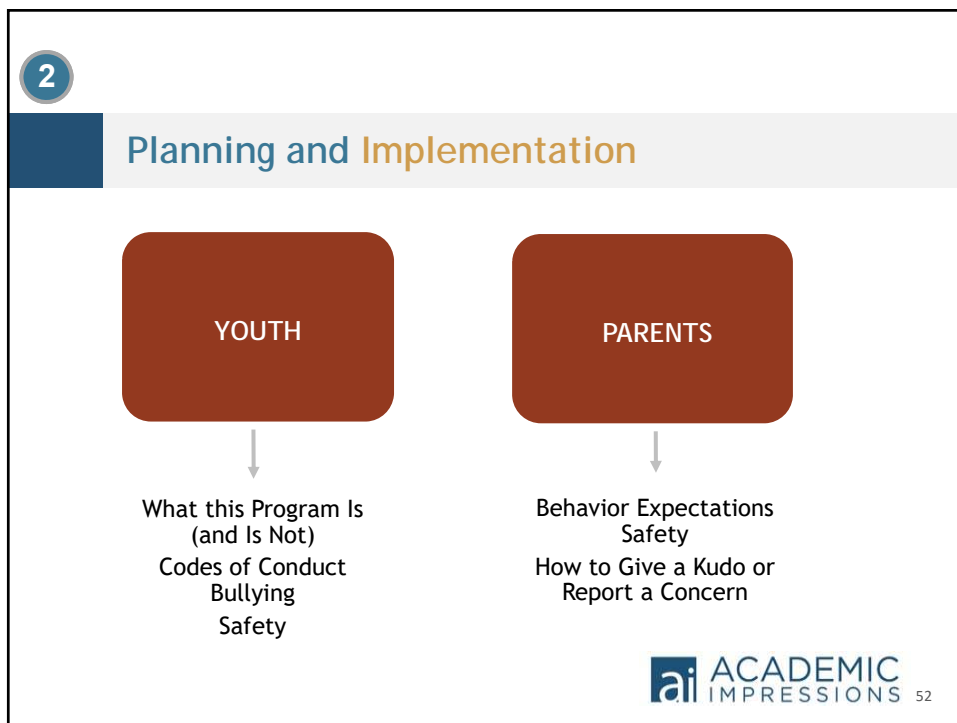 2
Planning and Implementation
YOUTH
What this Program Is
(and Is Not)
Codes of Conduct
Bullying
Safety
PARENTS
Behavior Expectations
Safety
How to Give a Kudo or
Report a Concern
ai ACADEMIC
IMPRESSIONS
52